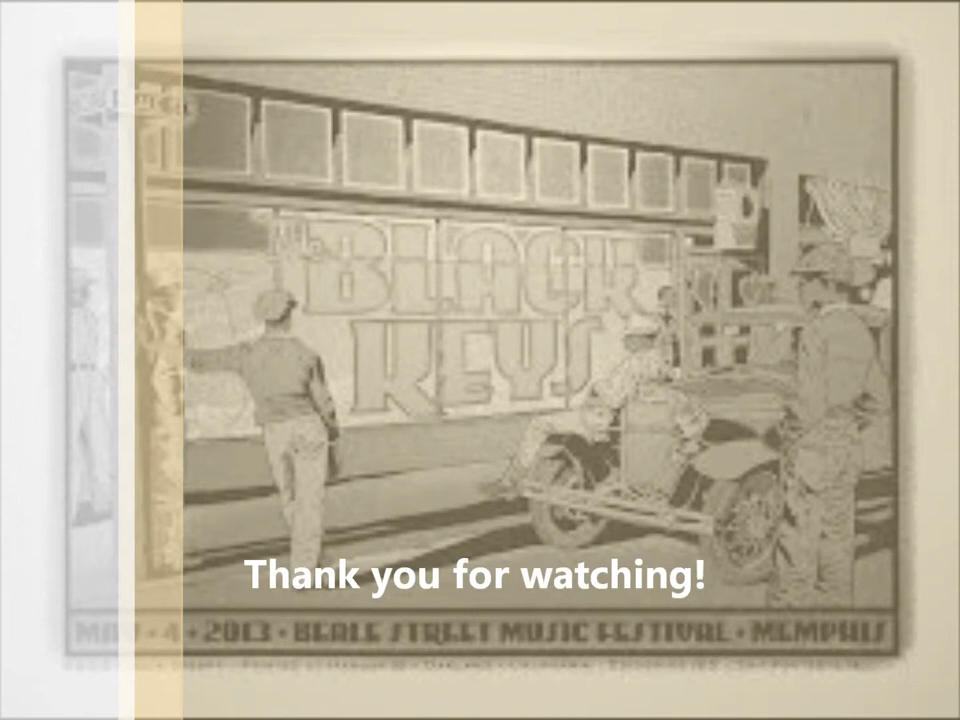 The
BLACK
KEYS
Thank you for watching!
MAY • 4 • 2013 • BEALE STREET MUSIC FESTIVAL • MEMPHIS